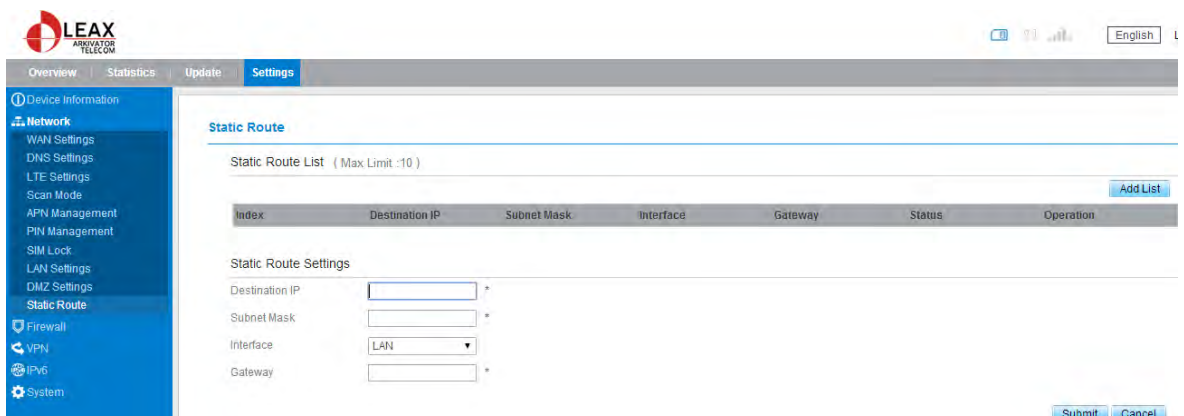 LEAX
ARKIVATOR
TELECOM
English
Overview Statistics Update Settings
Device Information
Network
WAN Settings
DNS Settings
LTE Settings
Scan Mode
APN Management
PIN Management
SIM Lock
LAN Settings
DMZ Settings
Static Route
Firewall
VPN
IPv6
System
Static Route
Static Route List ( Max Limit :10 )
Add List
Index Destination IP Subnet Mask Interface Gateway Status Operation
Static Route Settings
Destination IP *
Subnet Mask *
Interface LAN
Gateway *
Submit Cancel